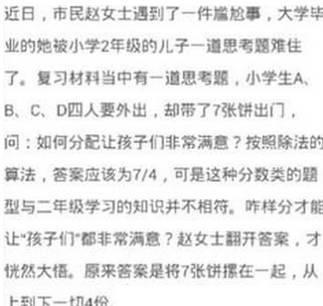 近日，市民赵女士遇到了一件尴尬事，大学毕
业的她被小学2年级的儿子一道思考题难住
了。复习材料当中有一道思考题，小学生A、
B、C、D四人要外出，却带了7张饼出门，
问：如何分配让孩子们非常满意？按照除法的
算法，答案应该为7/4，可是这种分数类的题
型与二年级学习的知识并不相符。咋样分才能
让“孩子们”都非常满意？赵女士翻开答案，才
恍然大悟。原来答案是将7张饼摞在一起，从
上到下一切4份